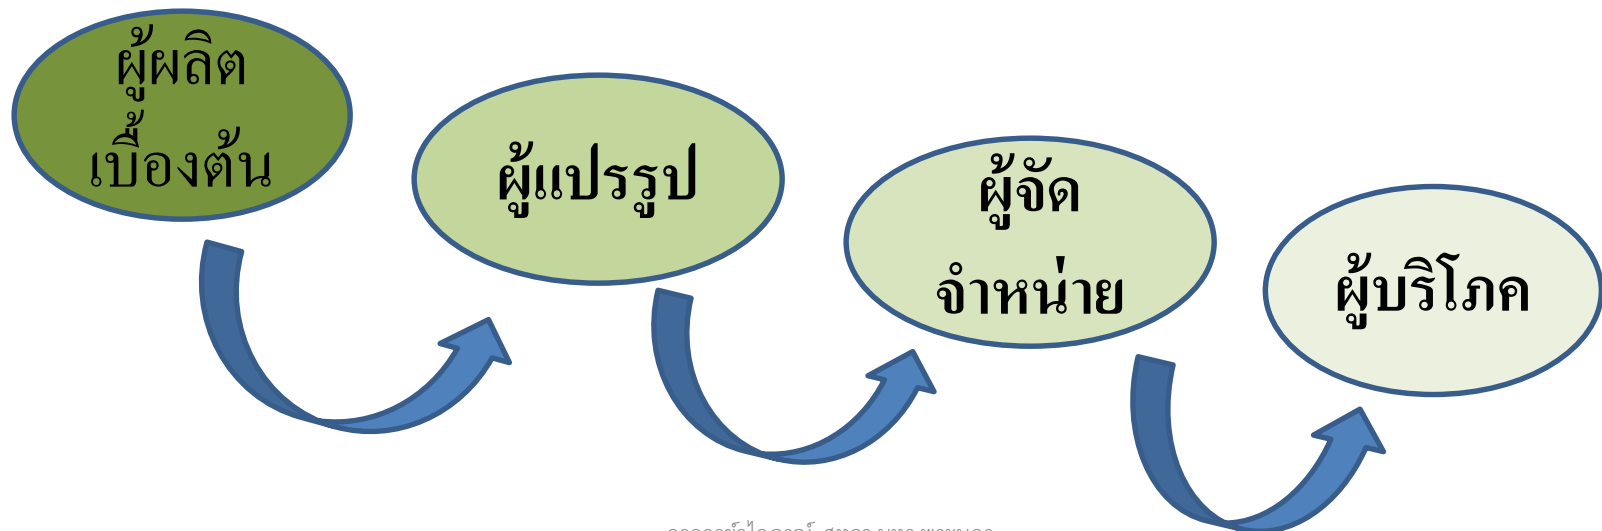 ผู้ผลิต
เบื้องต้น
ผู้แปรรูป
ผู้จัด
จำหน่าย
ผู้บริโภค